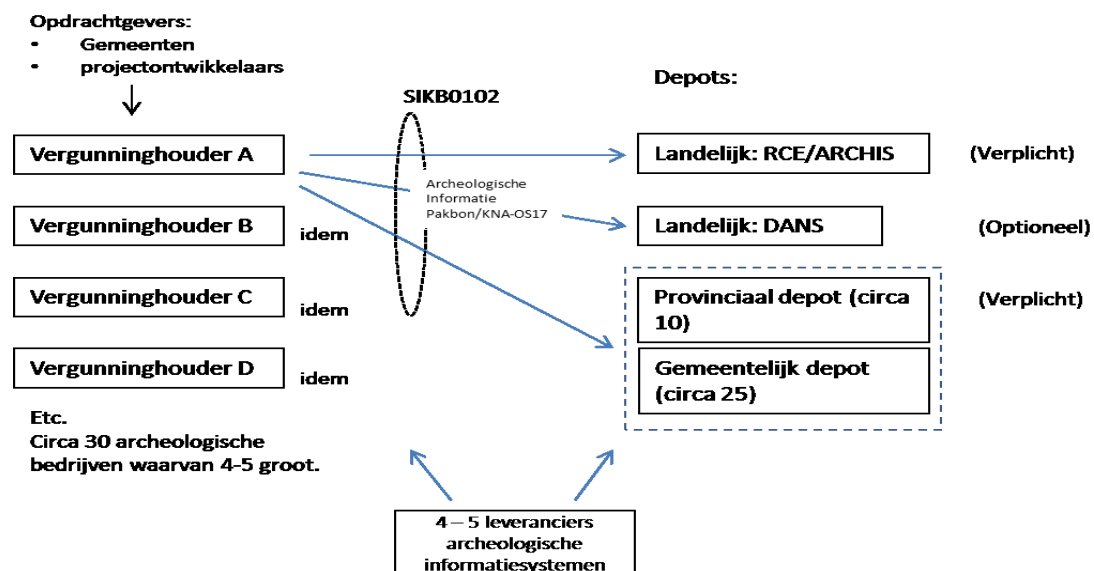 Opdrachtgevers:
• Gemeenten
• projectontwikkelaars
SIKB0102
Depots:
Vergunninghouder A
Landelijk: RCE/ARCHIS
(Verplicht)
Archeologische
Informatie
Pakbon/KNA-OS17
Vergunninghouder B
idem
Landelijk: DANS
(Optioneel)
Vergunninghouder C
idem
Provinciaal depot (circa
10)
(Verplicht)
Vergunninghouder D
idem
Gemeentelijk depot
(circa 25)
Etc.
Circa 30 archeologische
bedrijven waarvan 4-5 groot.
4 – 5 leveranciers
archeologische
informatiesystemen